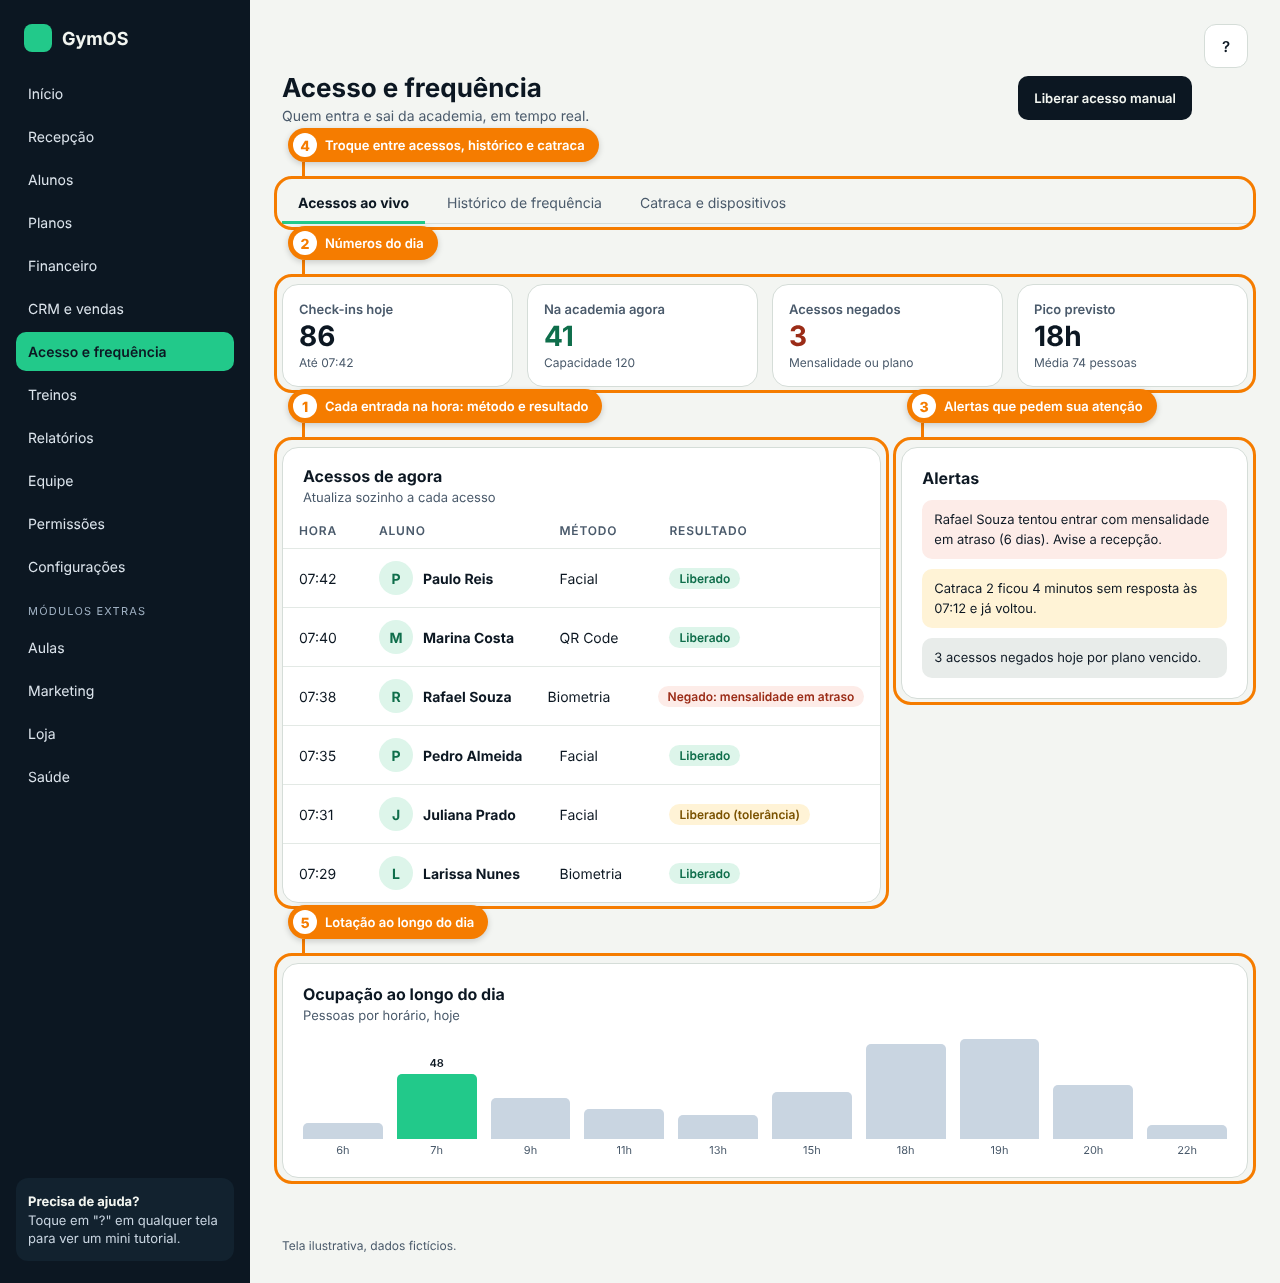 GymOS
Início
Recepção
Alunos
Planos
Financeiro
CRM e vendas
Acesso e frequência
Treinos
Relatórios
Equipe
Permissões
Configurações
MÓDULOS EXTRAS
Aulas
Marketing
Loja
Saúde
Precisa de ajuda?
Toque em "?" em qualquer tela
para ver um mini tutorial.
?
Acesso e frequência
Quem entra e sai da academia, em tempo real.
Liberar acesso manual
4 Troque entre acessos, histórico e catraca
Acessos ao vivo Histórico de frequência Catraca e dispositivos
2 Números do dia
Check-ins hoje
86
Até 07:42
Na academia agora
41
Capacidade 120
Acessos negados
3
Mensalidade ou plano
Pico previsto
18h
Média 74 pessoas
1 Cada entrada na hora: método e resultado
Acessos de agora
Atualiza sozinho a cada acesso
HORA ALUNO MÉTODO RESULTADO
07:42 P Paulo Reis Facial Liberado
07:40 M Marina Costa QR Code Liberado
07:38 R Rafael Souza Biometria Negado: mensalidade em atraso
07:35 P Pedro Almeida Facial Liberado
07:31 J Juliana Prado Facial Liberado (tolerância)
07:29 L Larissa Nunes Biometria Liberado
3 Alertas que pedem sua atenção
Alertas
Rafael Souza tentou entrar com mensalidade
em atraso (6 dias). Avise a recepção.
Catraca 2 ficou 4 minutos sem resposta às
07:12 e já voltou.
3 acessos negados hoje por plano vencido.
5 Lotação ao longo do dia
Ocupação ao longo do dia
Pessoas por horário, hoje
48
6h 7h 9h 11h 13h 15h 18h 19h 20h 22h
Tela ilustrativa, dados fictícios.